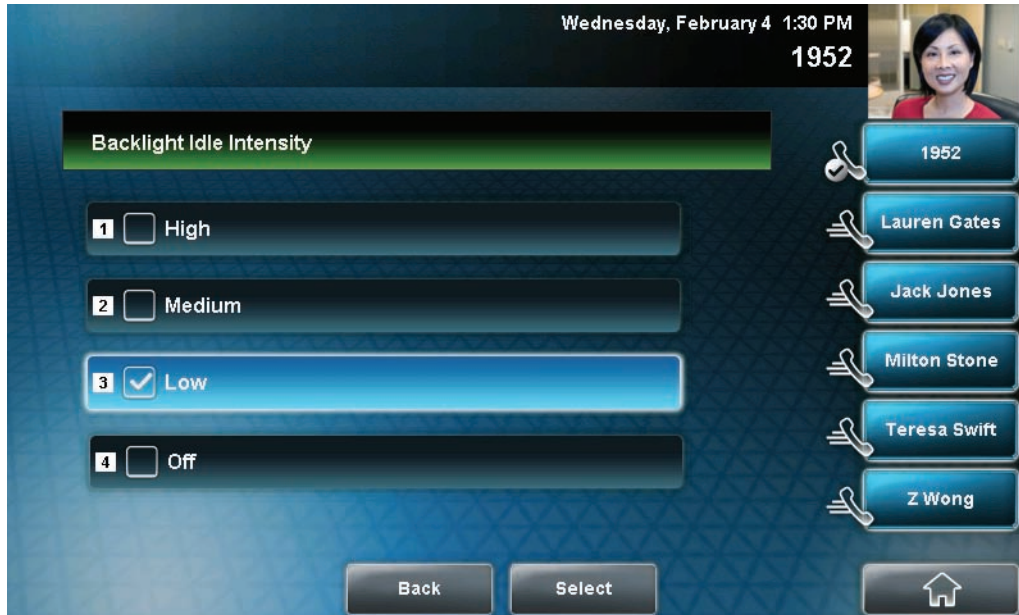 Wednesday, February 4 1:30 PM
1952
Backlight Idle Intensity
1 High
2 Medium
3 Low
4 Off
1952
Lauren Gates
Jack Jones
Milton Stone
Teresa Swift
Z Wong
Back
Select